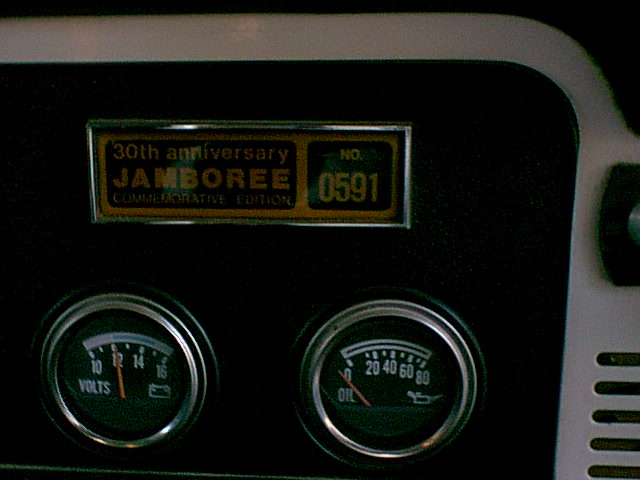 30th anniversary
JAMBOREE
COMMEMORATIVE EDITION
NO.
0591
10 12 14 16
VOLTS
0 20 40 60 80
OIL